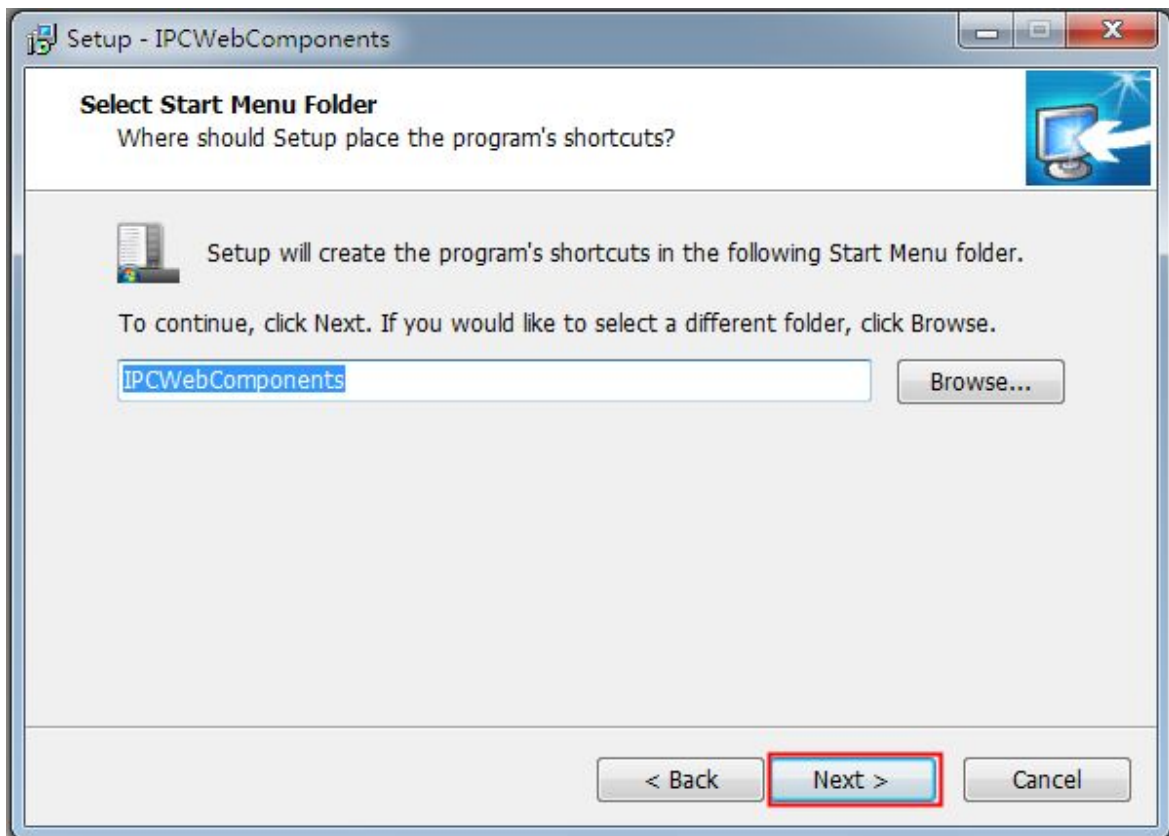 Setup - IPCWebComponents
Select Start Menu Folder
Where should Setup place the program's shortcuts?
Setup will create the program's shortcuts in the following Start Menu folder.
To continue, click Next. If you would like to select a different folder, click Browse.
IPCWebComponents
Browse...
< Back
Next >
Cancel